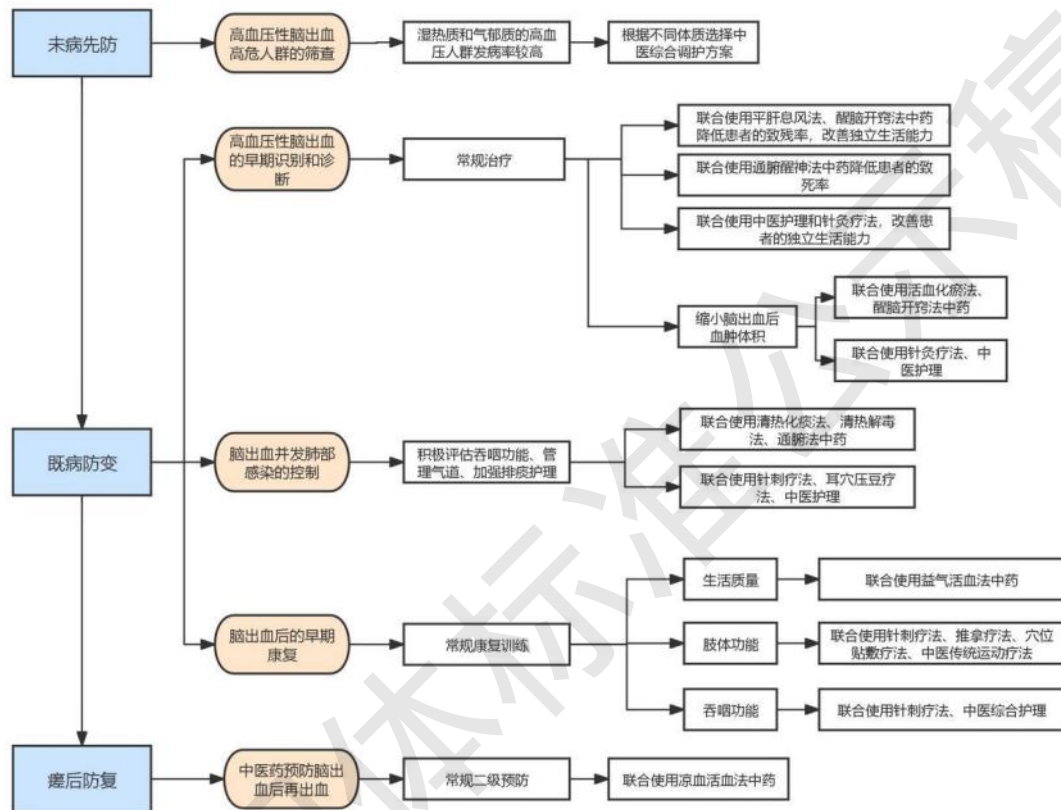 未病先防
高血压性脑出血
高危人群的筛查
湿热质和气郁质的高血
压人群发病率较高
根据不同体质选择中
医综合调护方案
高血压性脑出血
的早期识别和诊
断
常规治疗
联合使用平肝息风法、醒脑开窍法中药
降低患者的致残率，改善独立生活能力
联合使用通腑醒神法中药降低患者的致
死率
联合使用中医护理和针灸疗法，改善患
者的独立生活能力
缩小脑出血后
血肿体积
联合使用活血化瘀法、
醒脑开窍法中药
联合使用针灸疗法、中
医护理
既病防变
脑出血并发肺部
感染的控制
积极评估吞咽功能、管
理气道、加强排痰护理
联合使用清热化痰法、清热解毒
法、通腑法中药
联合使用针刺疗法、耳穴压豆疗
法、中医护理
脑出血后的早期
康复
常规康复训练
生活质量
联合使用益气活血法中药
肢体功能
联合使用针刺疗法、推拿疗法、穴位
贴敷疗法、中医传统运动疗法
吞咽功能
联合使用针刺疗法、中医综合护理
瘥后防复
中医药预防脑出
血后再出血
常规二级预防
联合使用凉血活血法中药
体标准公示稿